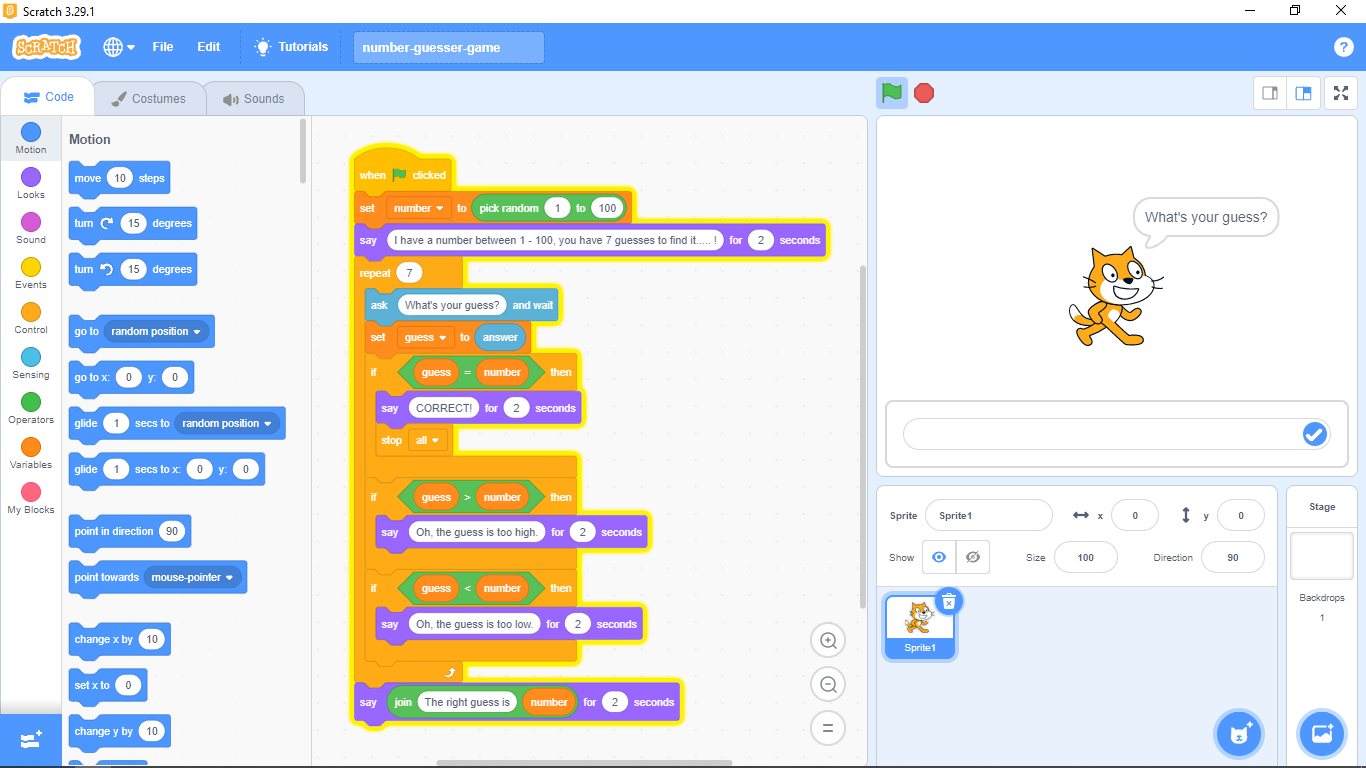 Scratch 3.29.1
SCRATCH File Edit Tutorials number-guesser-game ?
Code Costumes Sounds
Motion
Looks
Sound
Events
Control
Sensing
Operators
Variables
My Blocks
Motion
move 10 steps
turn 15 degrees
turn 15 degrees
go to random position
go to x: 0 y: 0
glide 1 secs to random position
glide 1 secs to x: 0 y: 0
point in direction 90
point towards mouse-pointer
change x by 10
set x to 0
change y by 10
when clicked
set number to pick random 1 to 100
say I have a number between 1 - 100, you have 7 guesses to find it..... ! for 2 seconds
repeat 7
ask What's your guess? and wait
set guess to answer
if guess = number then
say CORRECT! for 2 seconds
stop all
if guess > number then
say Oh, the guess is too high. for 2 seconds
if guess < number then
say Oh, the guess is too low. for 2 seconds
say join The right guess is number for 2 seconds
What's your guess?
Sprite Sprite1 x 0 y 0
Show Size 100 Direction 90
Sprite1
Stage
Backdrops
1